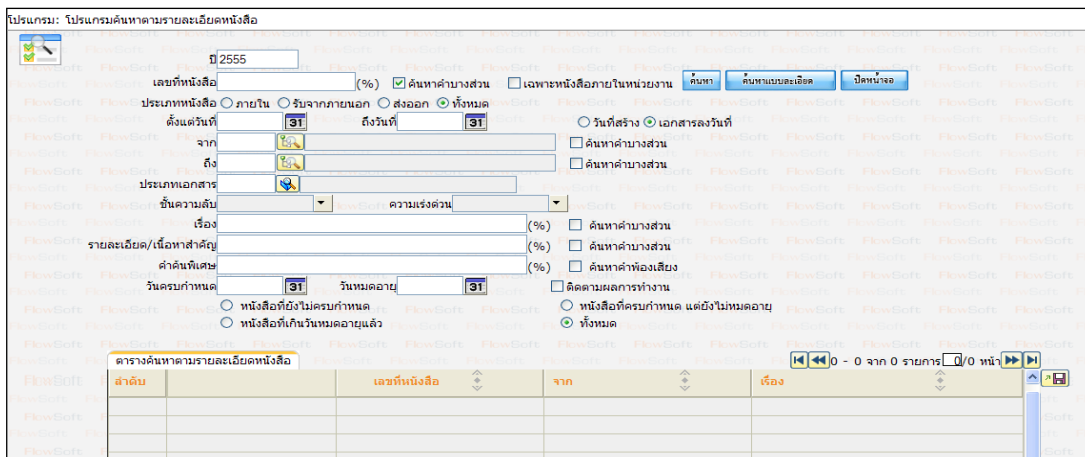 โปรแกรม: โปรแกรมค้นหาตามรายละเอียดหนังสือ
ปี 2555
เลขที่หนังสือ (%) ค้นหาคำบางส่วน เฉพาะหนังสือภายในหน่วยงาน ค้นหา ค้นหาแบบละเอียด ปิดหน้าจอ
ประเภทหนังสือ ภายใน รับจากภายนอก ส่งออก ทั้งหมด
ตั้งแต่วันที่ 31 ถึงวันที่ 31 วันที่สร้าง เอกสารลงวันที่
จาก ค้นหาคำบางส่วน
ถึง ค้นหาคำบางส่วน
ประเภทเอกสาร
ชั้นความลับ ความเร่งด่วน
เรื่อง (%) ค้นหาคำบางส่วน
รายละเอียด/เนื้อหาสำคัญ (%) ค้นหาคำบางส่วน
คำค้นพิเศษ (%) ค้นหาคำพ้องเสียง
วันครบกำหนด 31 วันหมดอายุ 31 ติดตามผลการทำงาน
หนังสือที่ยังไม่ครบกำหนด หนังสือที่ครบกำหนด แต่ยังไม่หมดอายุ
หนังสือที่เกินวันหมดอายุแล้ว ทั้งหมด
ตารางค้นหาตามรายละเอียดหนังสือ 0 - 0 จาก 0 รายการ 0/0 หน้า
ลำดับ เลขที่หนังสือ จาก เรื่อง
FlowSoft